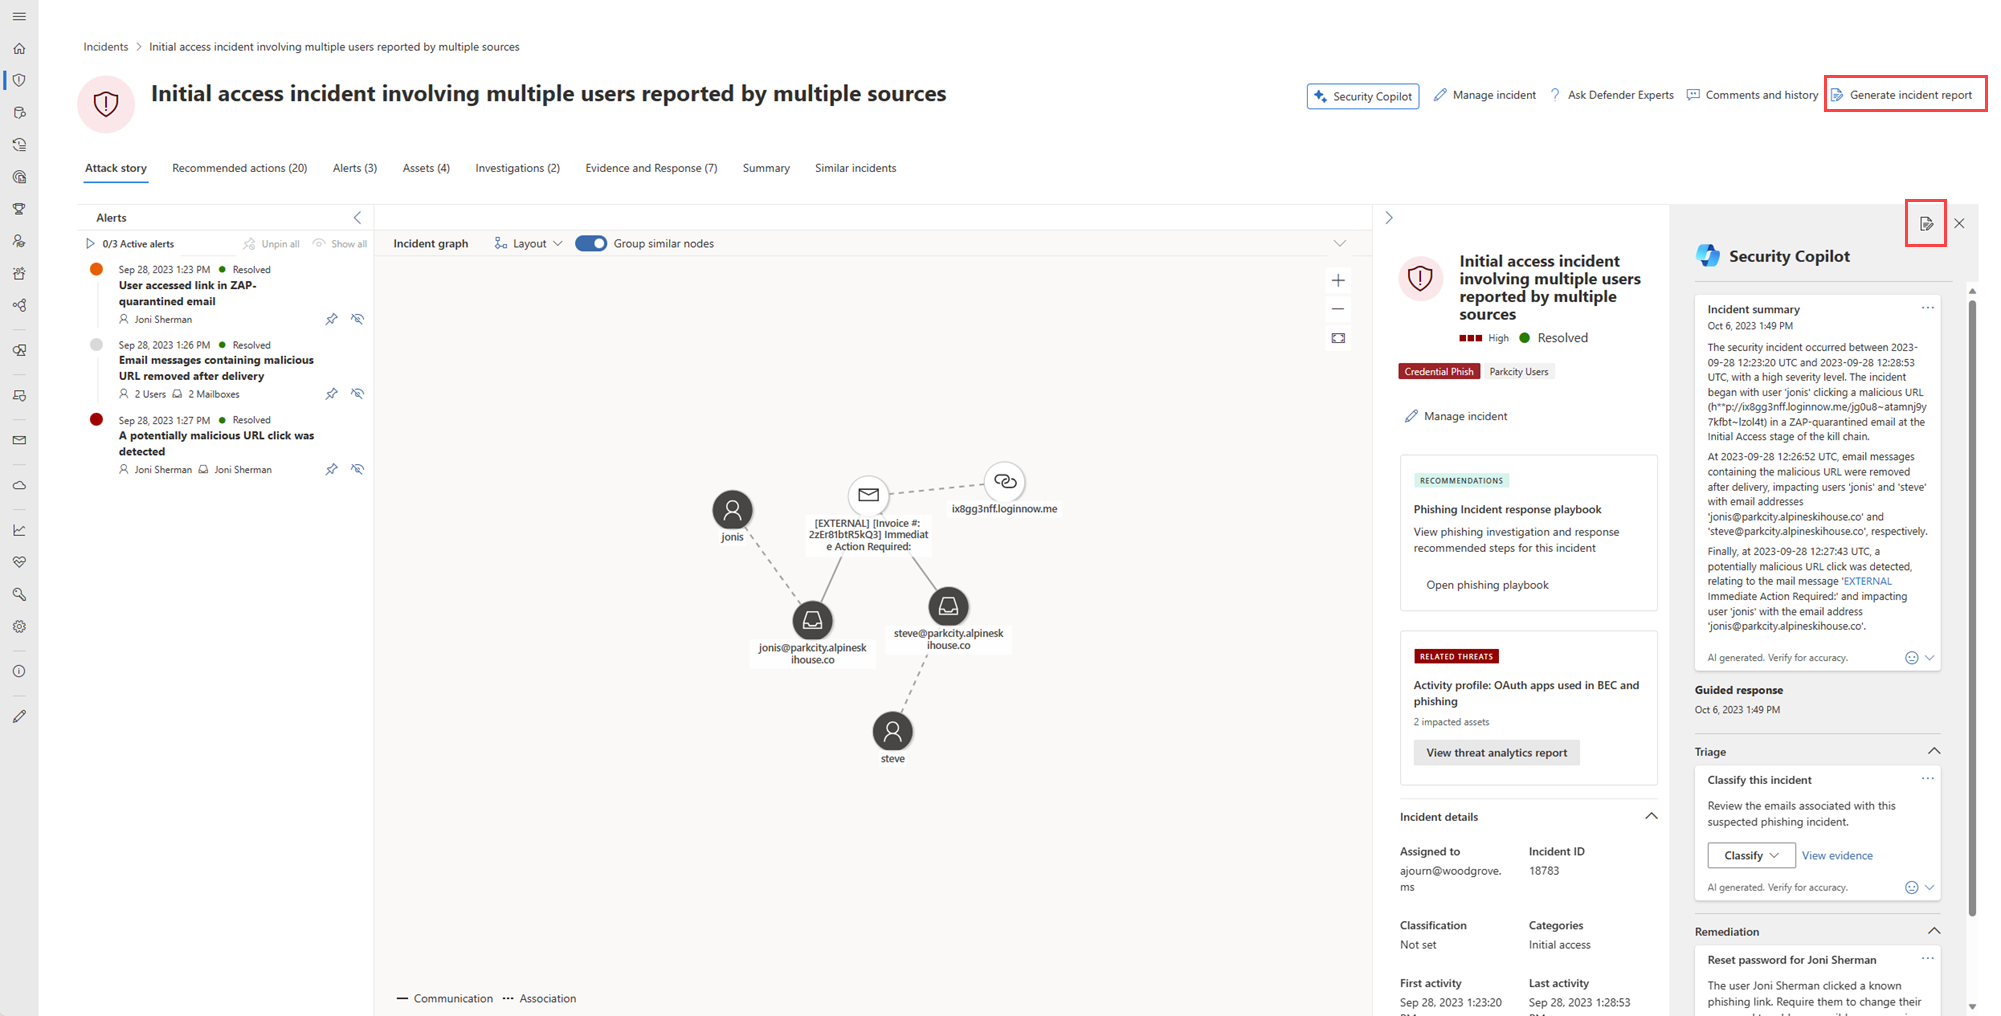 Incidents > Initial access incident involving multiple users reported by multiple sources
Initial access incident involving multiple users reported by multiple sources
Security Copilot
Manage incident
Ask Defender Experts
Comments and history
Generate incident report
Attack story
Recommended actions (20)
Alerts (3)
Assets (4)
Investigations (2)
Evidence and Response (7)
Summary
Similar incidents
Alerts
0/3 Active alerts
Unpin all
Show all
Sep 28, 2023 1:23 PM Resolved
User accessed link in ZAP-
quarantined email
Joni Sherman
Sep 28, 2023 1:26 PM Resolved
Email messages containing malicious
URL removed after delivery
2 Users 2 Mailboxes
Sep 28, 2023 1:27 PM Resolved
A potentially malicious URL click was
detected
Joni Sherman Joni Sherman
Incident graph
Layout
Group similar nodes
jonis
[EXTERNAL] [Invoice #:
2zEr81btR5kQ3] Immediat
e Action Required:
ix8gg3nff.loginnow.me
jonis@parkcity.alpinesk
ihouse.co
steve@parkcity.alpinesk
ihouse.co
steve
Communication
Association
Initial access incident
involving multiple users
reported by multiple
sources
High Resolved
Credential Phish
Parkcity Users
Manage incident
RECOMMENDATIONS
Phishing Incident response playbook
View phishing investigation and response
recommended steps for this incident
Open phishing playbook
RELATED THREATS
Activity profile: OAuth apps used in BEC and
phishing
2 impacted assets
View threat analytics report
Incident details
Assigned to
ajourn@woodgrove.
ms
Incident ID
18783
Classification
Not set
Categories
Initial access
First activity
Sep 28, 2023 1:23:20
Last activity
Sep 28, 2023 1:28:53
Security Copilot
Incident summary
Oct 6, 2023 1:49 PM
The security incident occurred between 2023-
09-28 12:23:20 UTC and 2023-09-28 12:28:53
UTC, with a high severity level. The incident
began with user 'jonis' clicking a malicious URL
(h**p://ix8gg3nff.loginnow.me/jg0u8~atamnj9y
7kfbt~lzol4t) in a ZAP-quarantined email at the
Initial Access stage of the kill chain.
At 2023-09-28 12:26:52 UTC, email messages
containing the malicious URL were removed
after delivery, impacting users 'jonis' and 'steve'
with email addresses
'jonis@parkcity.alpineskihouse.co' and
'steve@parkcity.alpineskihouse.co', respectively.
Finally, at 2023-09-28 12:27:43 UTC, a
potentially malicious URL click was detected,
relating to the mail message 'EXTERNAL
Immediate Action Required:' and impacting
user 'jonis' with the email address
'jonis@parkcity.alpineskihouse.co'.
AI generated. Verify for accuracy.
Guided response
Oct 6, 2023 1:49 PM
Triage
Classify this incident
Review the emails associated with this
suspected phishing incident.
Classify
View evidence
AI generated. Verify for accuracy.
Remediation
Reset password for Joni Sherman
The user Joni Sherman clicked a known
phishing link. Require them to change their